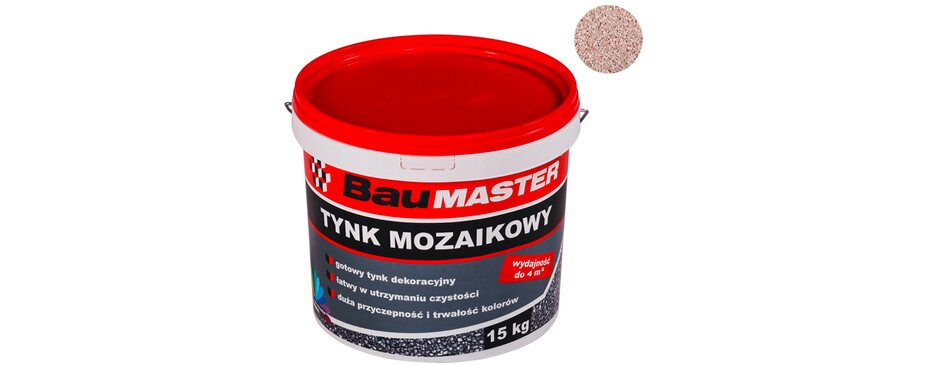 BauMASTER
TYNK MOZAIKOWY
gotowy tynk dekoracyjny
łatwy w utrzymaniu czystości
duża przyczepność i trwałość kolorów
wydajność
do 4 m²
15 kg